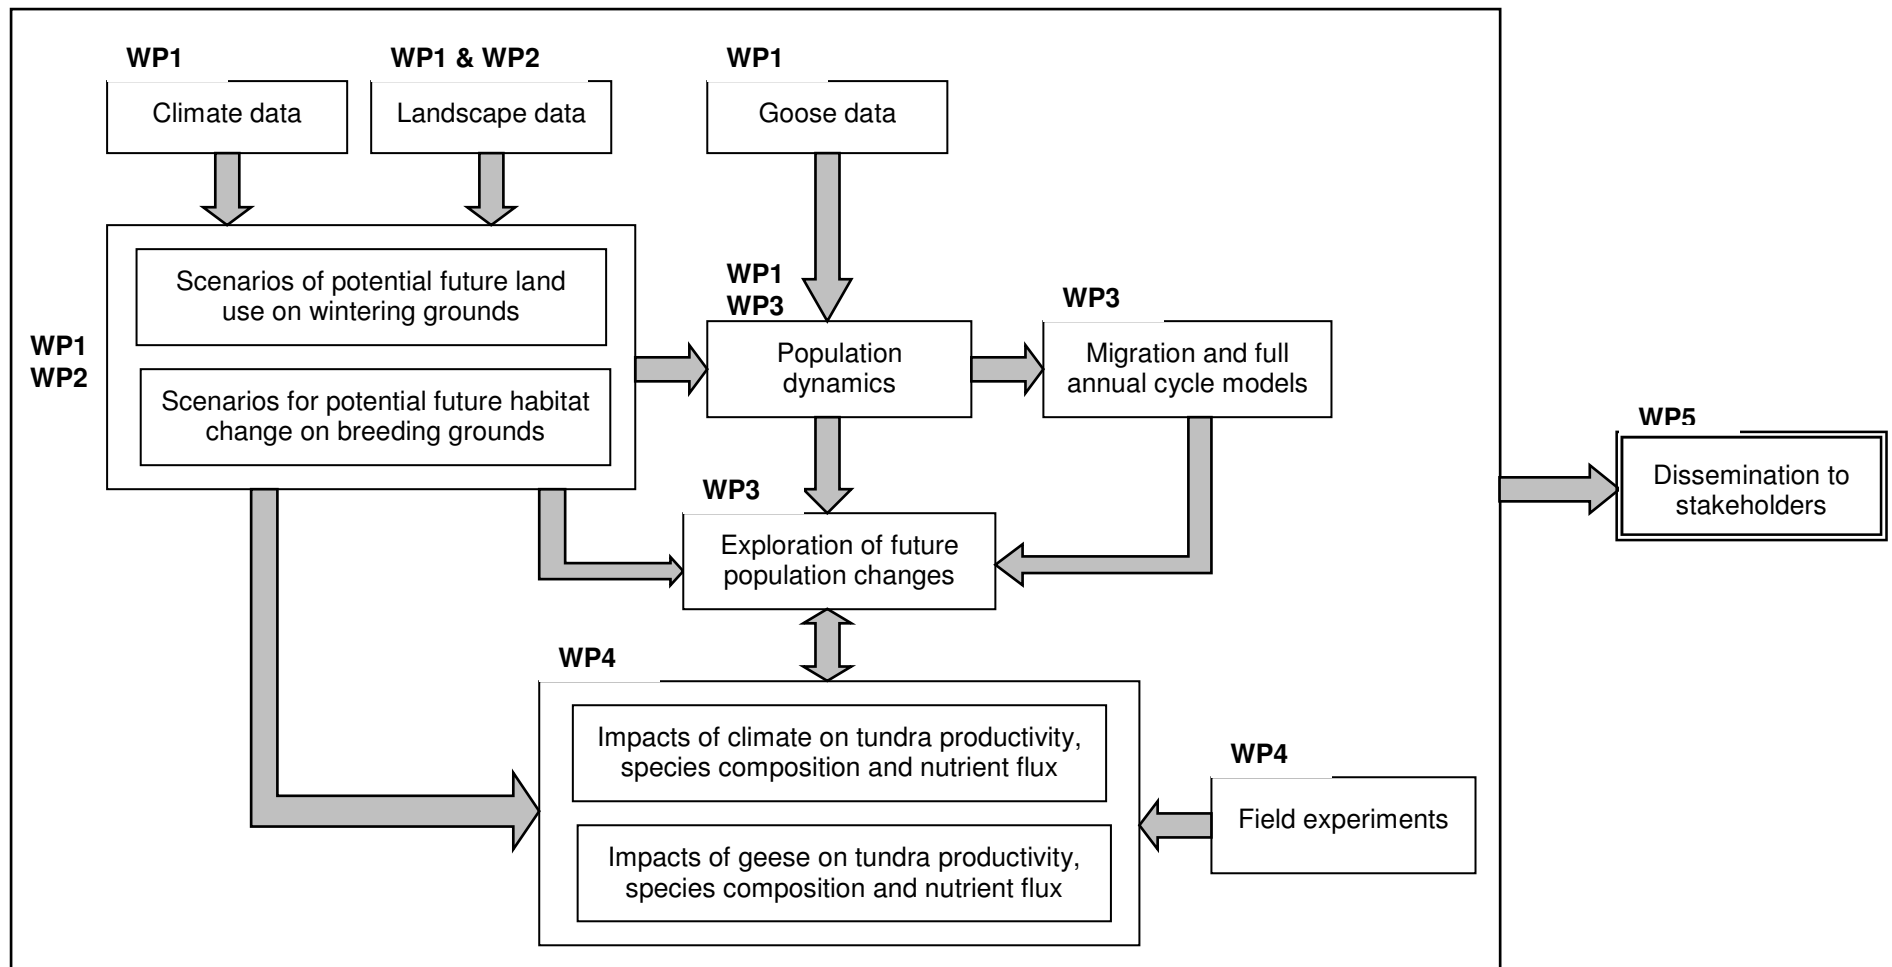 WP1
Climate data
WP1 & WP2
Landscape data
WP1
Goose data
WP1
WP2
Scenarios of potential future land
use on wintering grounds
Scenarios for potential future habitat
change on breeding grounds
WP1
WP3
Population
dynamics
WP3
Migration and full
annual cycle models
WP3
Exploration of future
population changes
WP4
Impacts of climate on tundra productivity,
species composition and nutrient flux
Impacts of geese on tundra productivity,
species composition and nutrient flux
WP4
Field experiments
WP5
Dissemination to
stakeholders